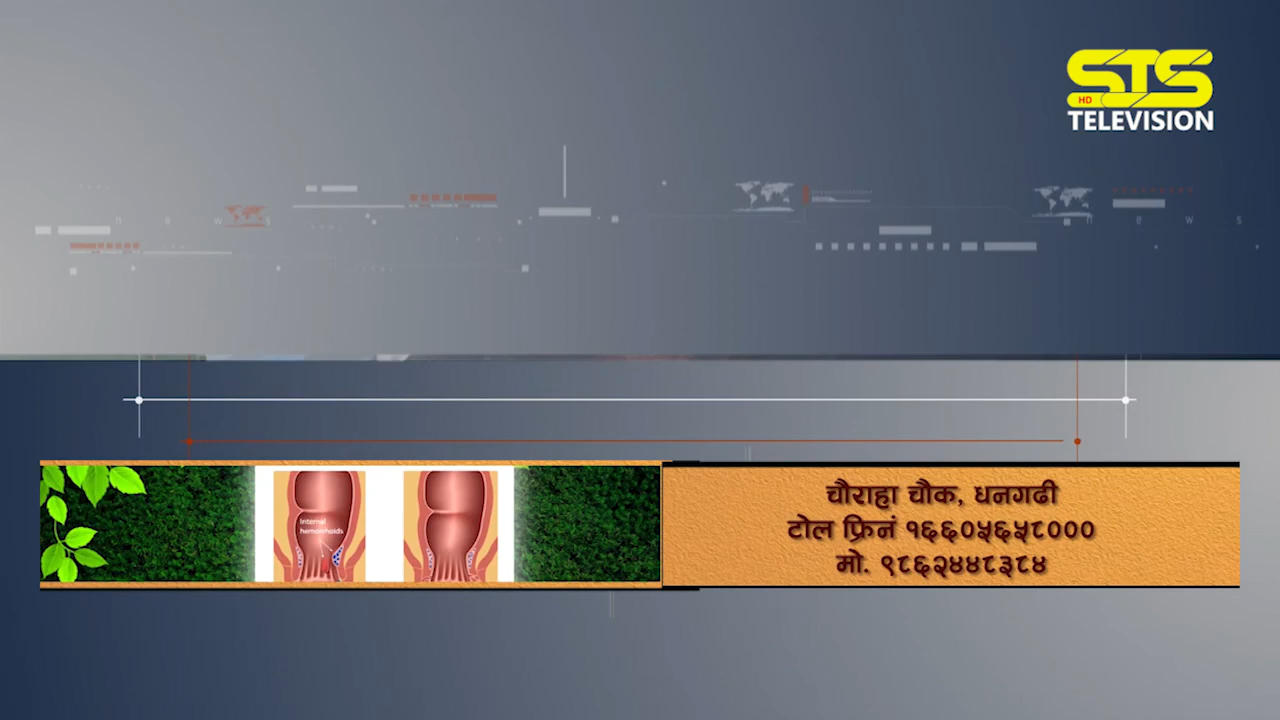 STS
HD
TELEVISION
n e w s
n e w s
Internal
hemorrhoids
चौराहा चौक, धनगढी
टोल फ्रिनं १६६०५६५८०००
मो. ९८६२४४८३८४